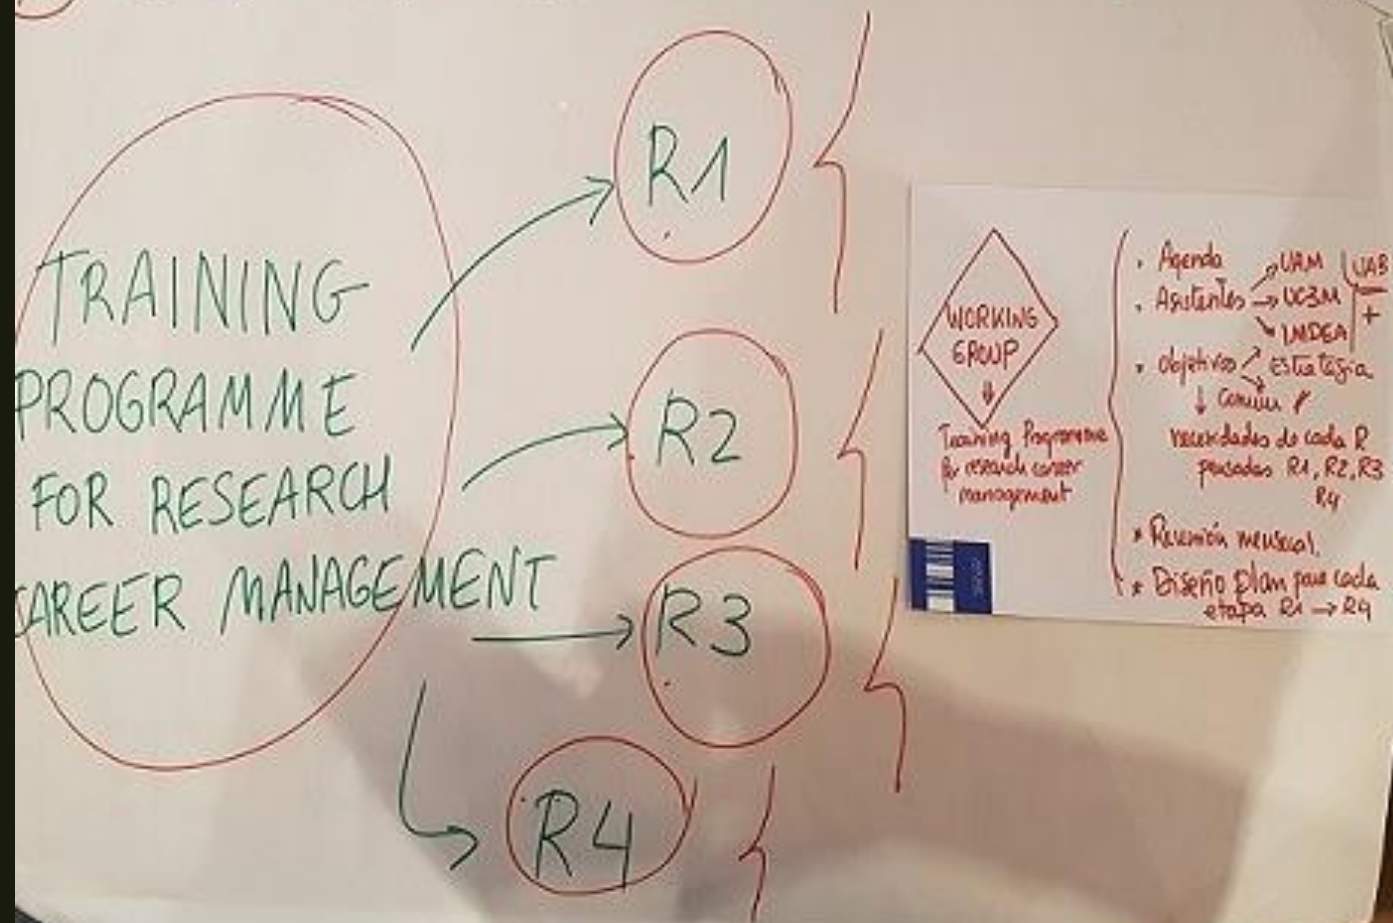 TRAINING
PROGRAMME
FOR RESEARCH
CAREER MANAGEMENT
R1
R2
R3
R4
WORKING
GROUP
Training Programme
for research career
management
. Agenda
. Asistentes → UAM
→ UC3M
→ IMDEA
UAB
+
. Objetivos → Estrategia
↓ Común
necesidades de cada R
pensadas R1, R2, R3
R4
* Reunión mensual.
* Diseño plan para cada
etapa R1 → R4